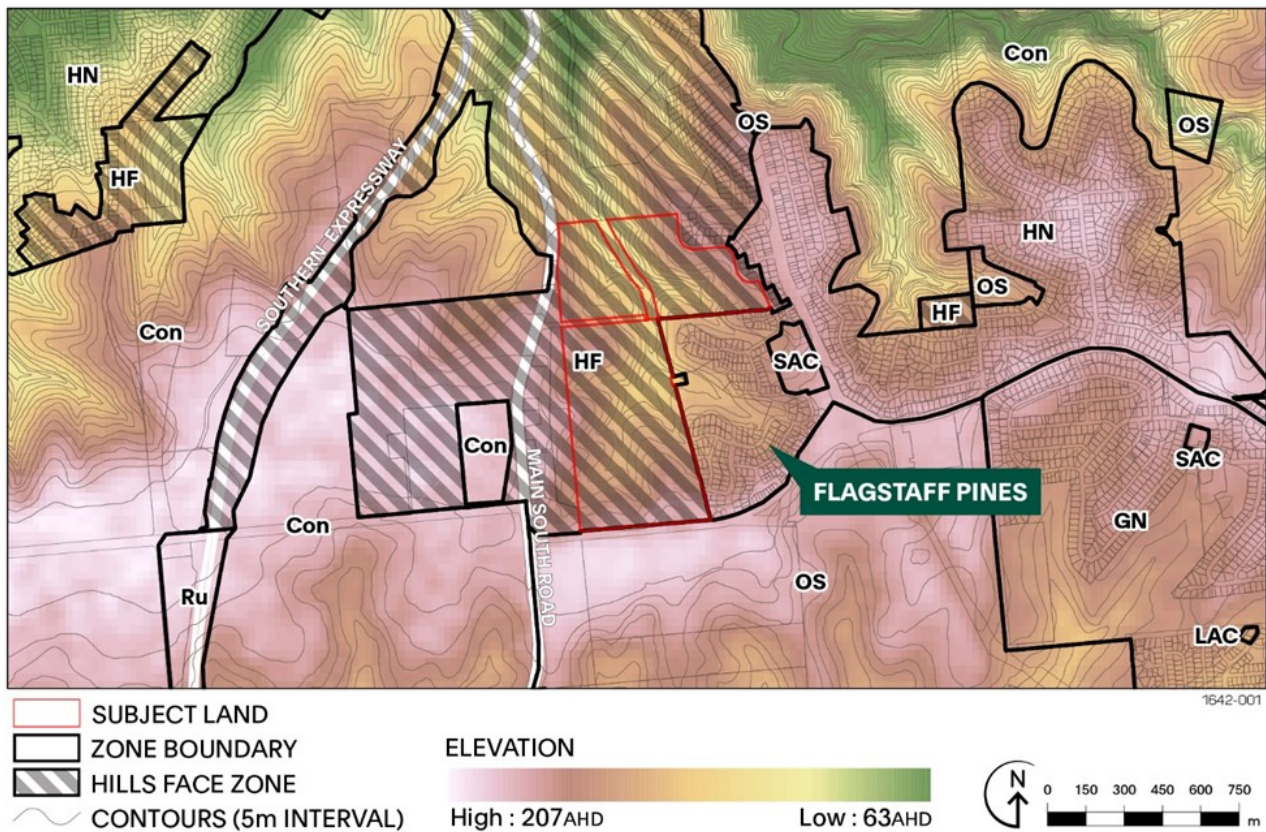 HN
Con
OS
OS
HF
SOUTHERN EXPRESSWAY
HN
OS
HF
Con
HF
SAC
Con
MAIN SOUTH ROAD
SAC
FLAGSTAFF PINES
GN
Con
OS
Ru
LAC
1642-001
SUBJECT LAND
ZONE BOUNDARY
HILLS FACE ZONE
CONTOURS (5m INTERVAL)
ELEVATION
High : 207AHD
Low : 63AHD
N
0 150 300 450 600 750
m